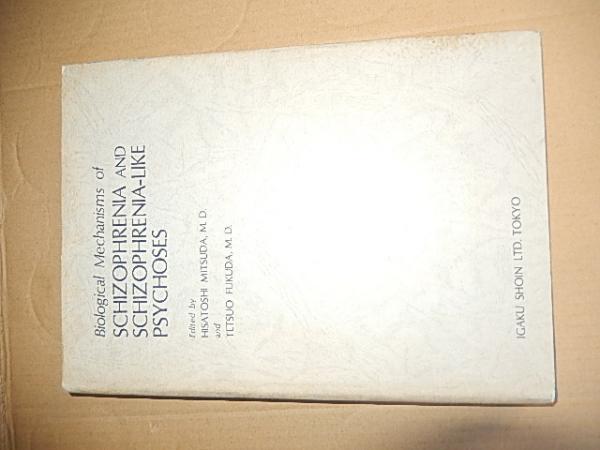 Biological Mechanisms of
SCHIZOPHRENIA AND
SCHIZOPHRENIA-LIKE
PSYCHOSES
Edited by
HISATOSHI MITSUDA, M. D.
and
TETSUO FUKUDA, M. D.
IGAKU SHOIN LTD. TOKYO